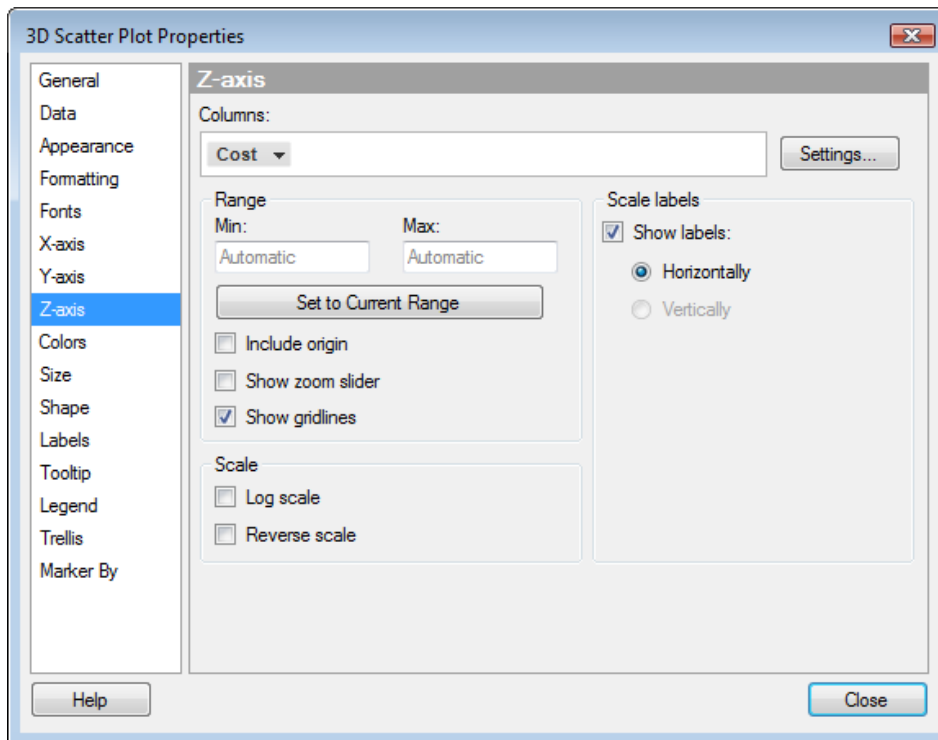 3D Scatter Plot Properties
General
Data
Appearance
Formatting
Fonts
X-axis
Y-axis
Z-axis
Colors
Size
Shape
Labels
Tooltip
Legend
Trellis
Marker By
Z-axis
Columns:
Cost
Settings...
Range
Min:
Max:
Automatic
Automatic
Set to Current Range
Include origin
Show zoom slider
Show gridlines
Scale
Log scale
Reverse scale
Scale labels
Show labels:
Horizontally
Vertically
Help
Close